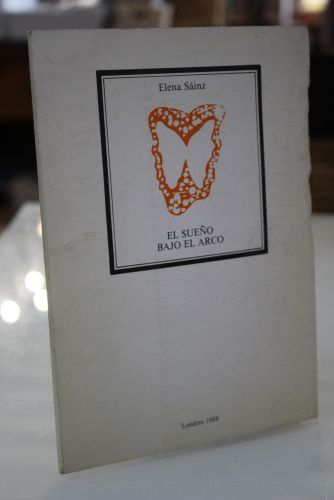 Elena Sáinz
EL SUEÑO
BAJO EL ARCO
Londres 1988